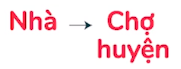 Nhà → Chợ
huyện